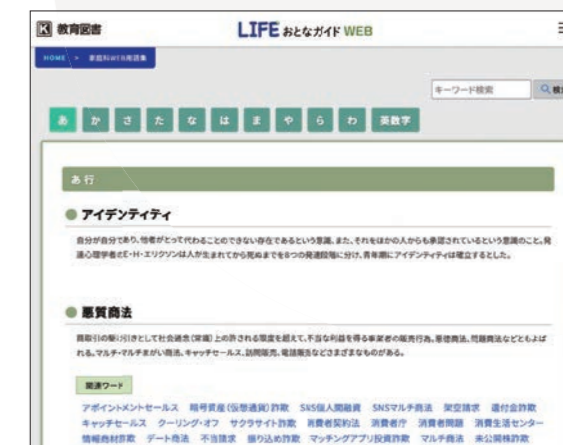 K 教育図書
LIFE おとなガイド WEB
HOME > 家庭科WEB用語集
キーワード検索
あ か さ た な は ま や ら わ 英数字
あ行
アイデンティティ
自分が自分であり、他者がとって代わることのできない存在であるという意識、また、それをほかの人からも承認されているという意識のこと。発
達心理学者のE・H・エリクソンは人が生まれてから死ぬまでを8つの発達段階に分け、青年期にアイデンティティは確立するとした。
悪質商法
商取引の駆け引きとして社会通念(常識)上の許される限度を超えて、不当な利益を得る事業者の販売行為。悪徳商法、問題商法などともよば
れる。マルチ・マルチまがい商法、キャッチセールス、訪問販売、電話販売などさまざまなものがある。
関連ワード
アポイントメントセールス 暗号資産(仮想通貨)詐欺 SNS個人間融資 SNSマルチ商法 架空請求 還付金詐欺
キャッチセールス クーリング・オフ サクラサイト詐欺 消費者契約 消費者問題 消費生活センター
情報商材詐欺 デート商法 不当請求 振り込め詐欺 マッチングアプリ投資詐欺 マルチ商法 未公開株詐欺